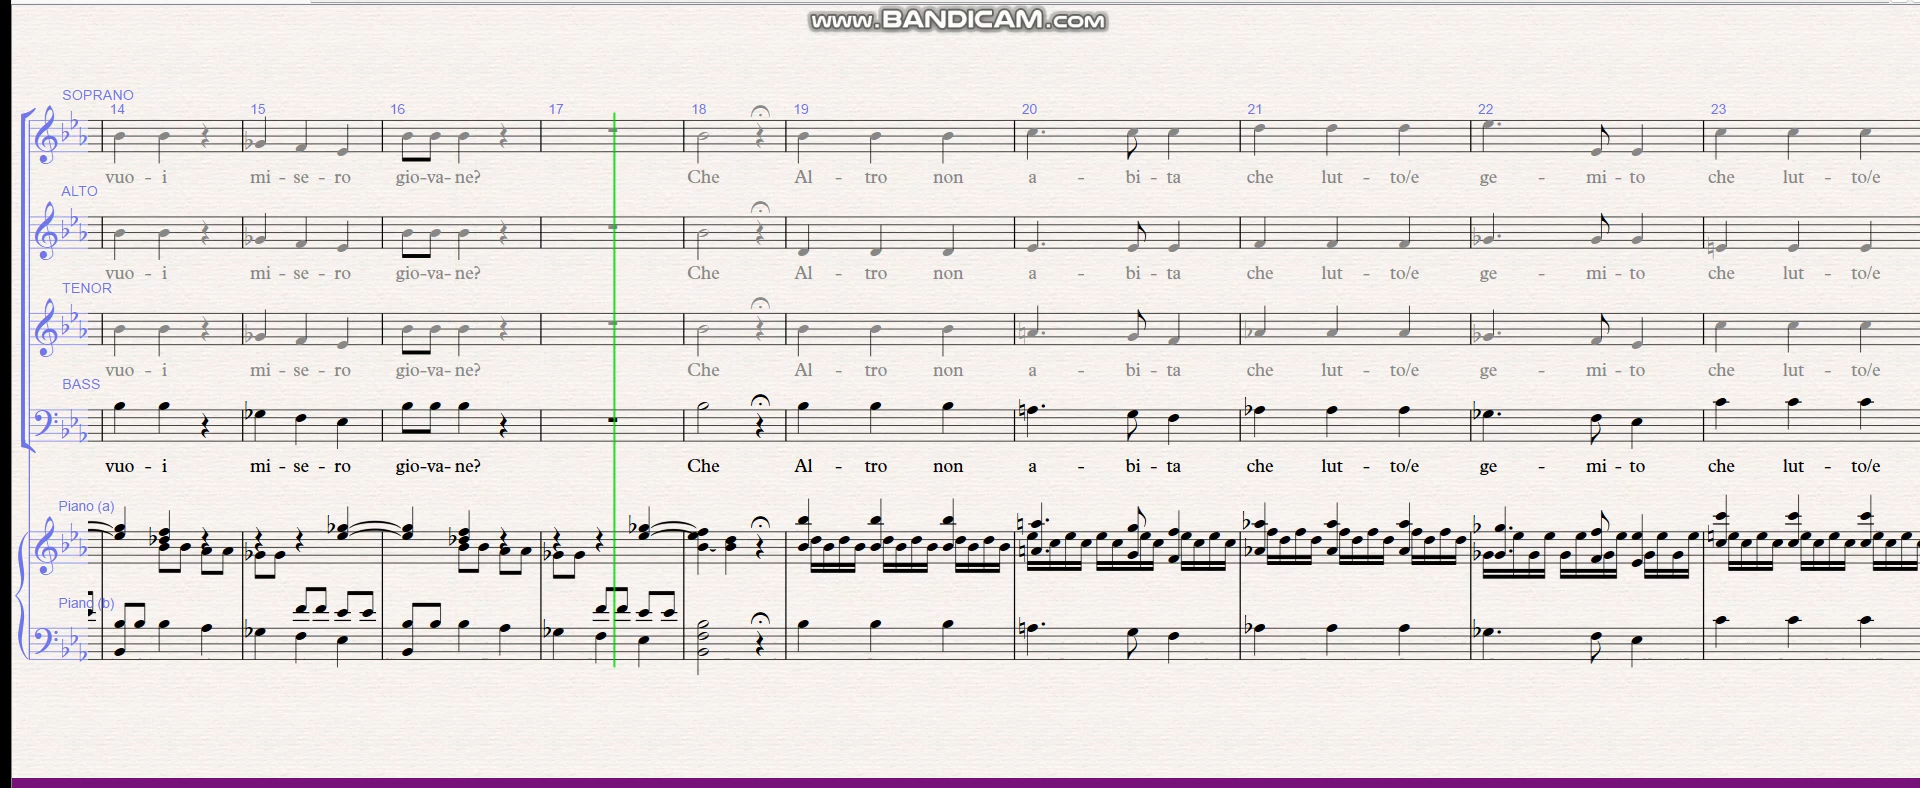 www.BANDICAM.com
SOPRANO
14 15 16 17 18 19 20 21 22 23
vuo - i mi - se - ro gio-va-ne? Che Al - tro non a - bi - ta che lut - to/e ge - mi - to che lut - to/e
ALTO
vuo - i mi - se - ro gio-va-ne? Che Al - tro non a - bi - ta che lut - to/e ge - mi - to che lut - to/e
TENOR
vuo - i mi - se - ro gio-va-ne? Che Al - tro non a - bi - ta che lut - to/e ge - mi - to che lut - to/e
BASS
vuo - i mi - se - ro gio-va-ne? Che Al - tro non a - bi - ta che lut - to/e ge - mi - to che lut - to/e
Piano (a)
Piano (b)